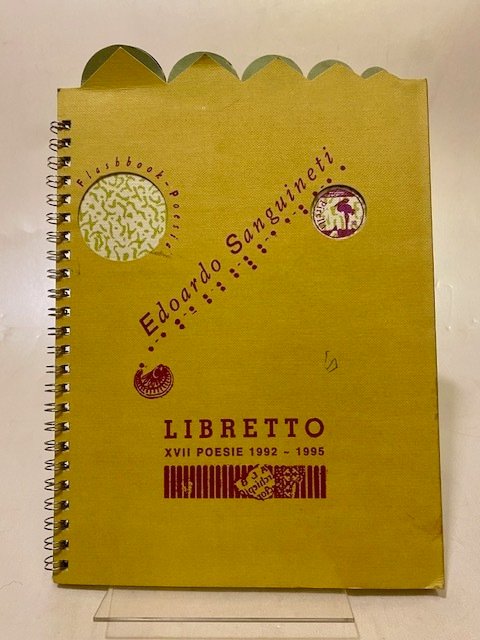 Flashbook-Poesia
Edoardo Sanguineti
LIBRETTO
XVII POESIE 1992 ~ 1995